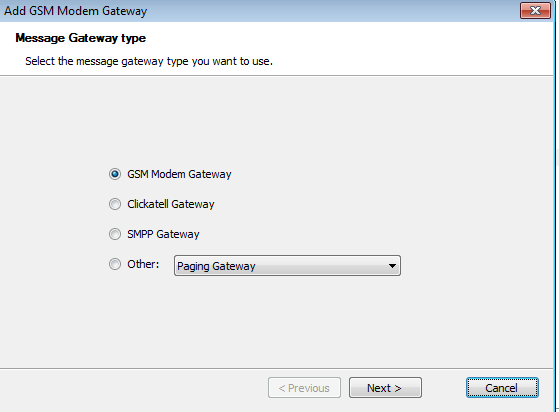 Add GSM Modem Gateway
Message Gateway type
Select the message gateway type you want to use.
GSM Modem Gateway
Clickatell Gateway
SMPP Gateway
Other: Paging Gateway
< Previous Next > Cancel